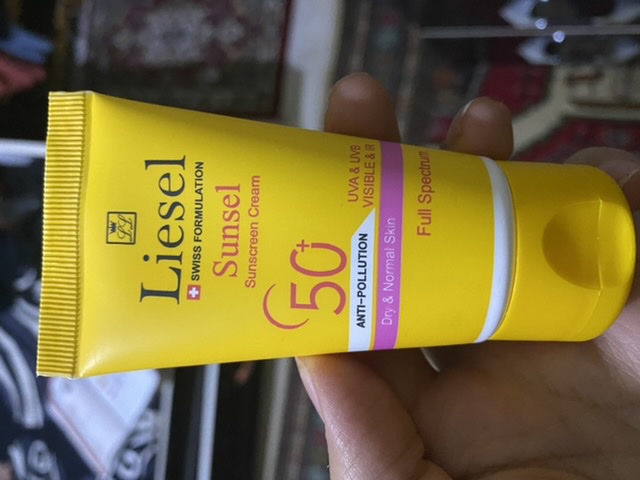 Liesel
SWISS FORMULATION
Sunsel
Sunscreen Cream
50+
ANTI-POLLUTION
UVA & UVB
VISIBLE & IR
Dry & Normal Skin
Full Spectrum